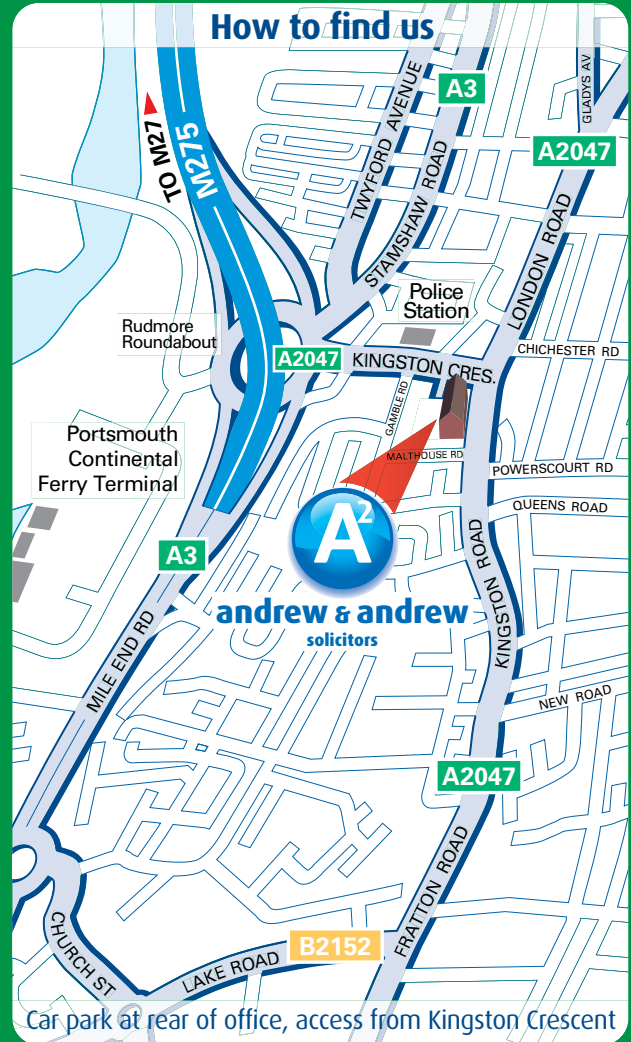 How to find us
TO M27
M275
TWYFORD AVENUE
A3
STAMSHAW ROAD
GLADYS AV
A2047
LONDON ROAD
Police
Station
Rudmore
Roundabout
A2047
KINGSTON CRES.
CHICHESTER RD
GAMBLE RD
MALTHOUSE RD
POWERSCOURT RD
QUEENS ROAD
Portsmouth
Continental
Ferry Terminal
A2
A3
andrew & andrew
solicitors
KINGSTON ROAD
MILE END RD
NEW ROAD
A2047
FRATTON ROAD
B2152
LAKE ROAD
CHURCH ST
Car park at rear of office, access from Kingston Crescent